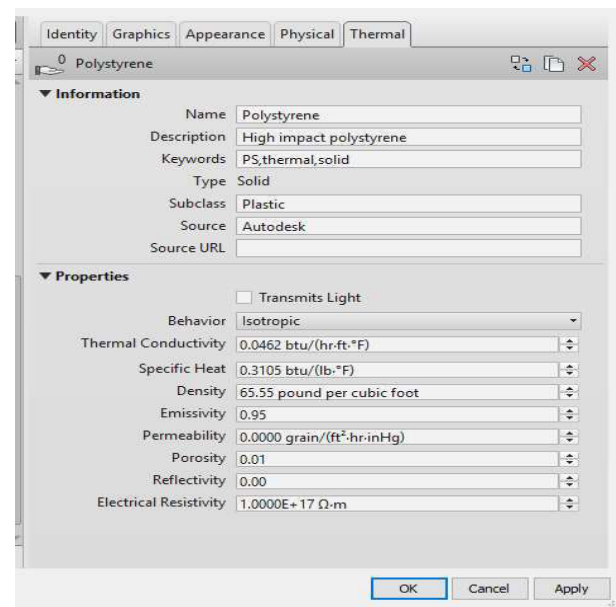 Identity Graphics Appearance Physical Thermal
0 Polystyrene
▼ Information
Name Polystyrene
Description High impact polystyrene
Keywords PS,thermal,solid
Type Solid
Subclass Plastic
Source Autodesk
Source URL
▼ Properties
Transmits Light
Behavior Isotropic
Thermal Conductivity 0.0462 btu/(hr·ft·°F)
Specific Heat 0.3105 btu/(lb·°F)
Density 65.55 pound per cubic foot
Emissivity 0.95
Permeability 0.0000 grain/(ft²·hr·inHg)
Porosity 0.01
Reflectivity 0.00
Electrical Resistivity 1.0000E+17 Ω·m
OK Cancel Apply